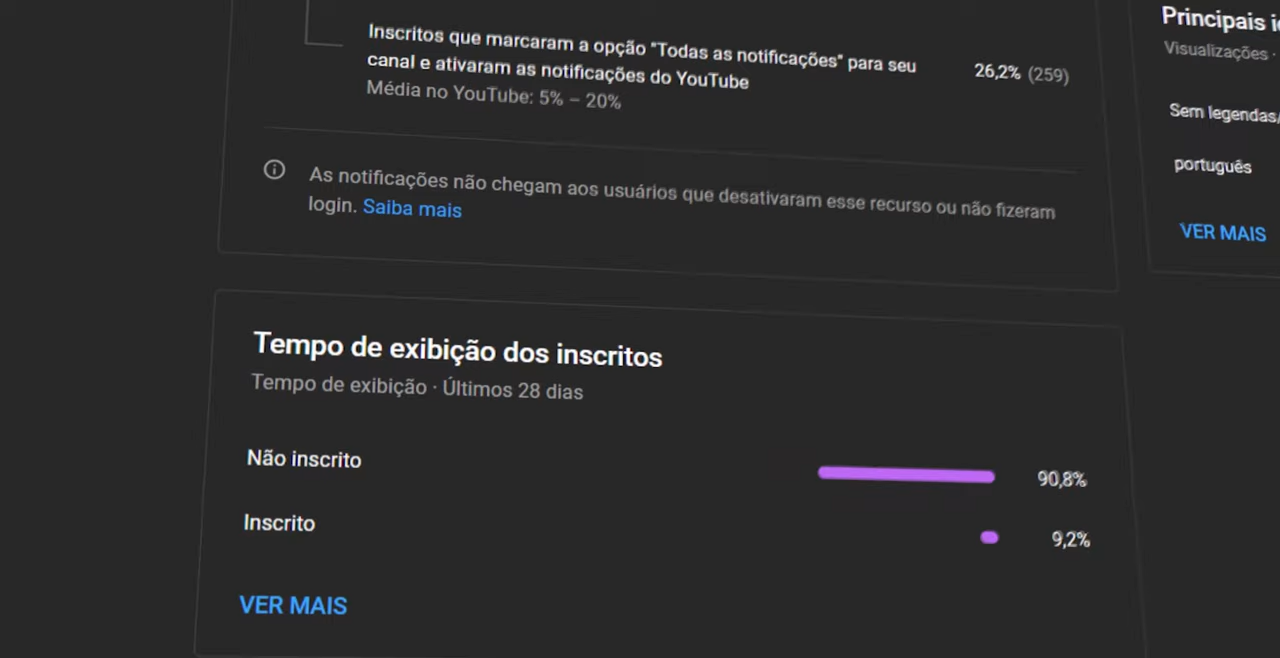 Inscritos que marcaram a opção "Todas as notificações" para seu
canal e ativaram as notificações do YouTube
Média no YouTube: 5% – 20%
26,2% (259)
As notificações não chegam aos usuários que desativaram esse recurso ou não fizeram
login. Saiba mais
Tempo de exibição dos inscritos
Tempo de exibição · Últimos 28 dias
Não inscrito
90,8%
Inscrito
9,2%
VER MAIS
Principais
Visualizações ·
Sem legendas/
português
VER MAIS